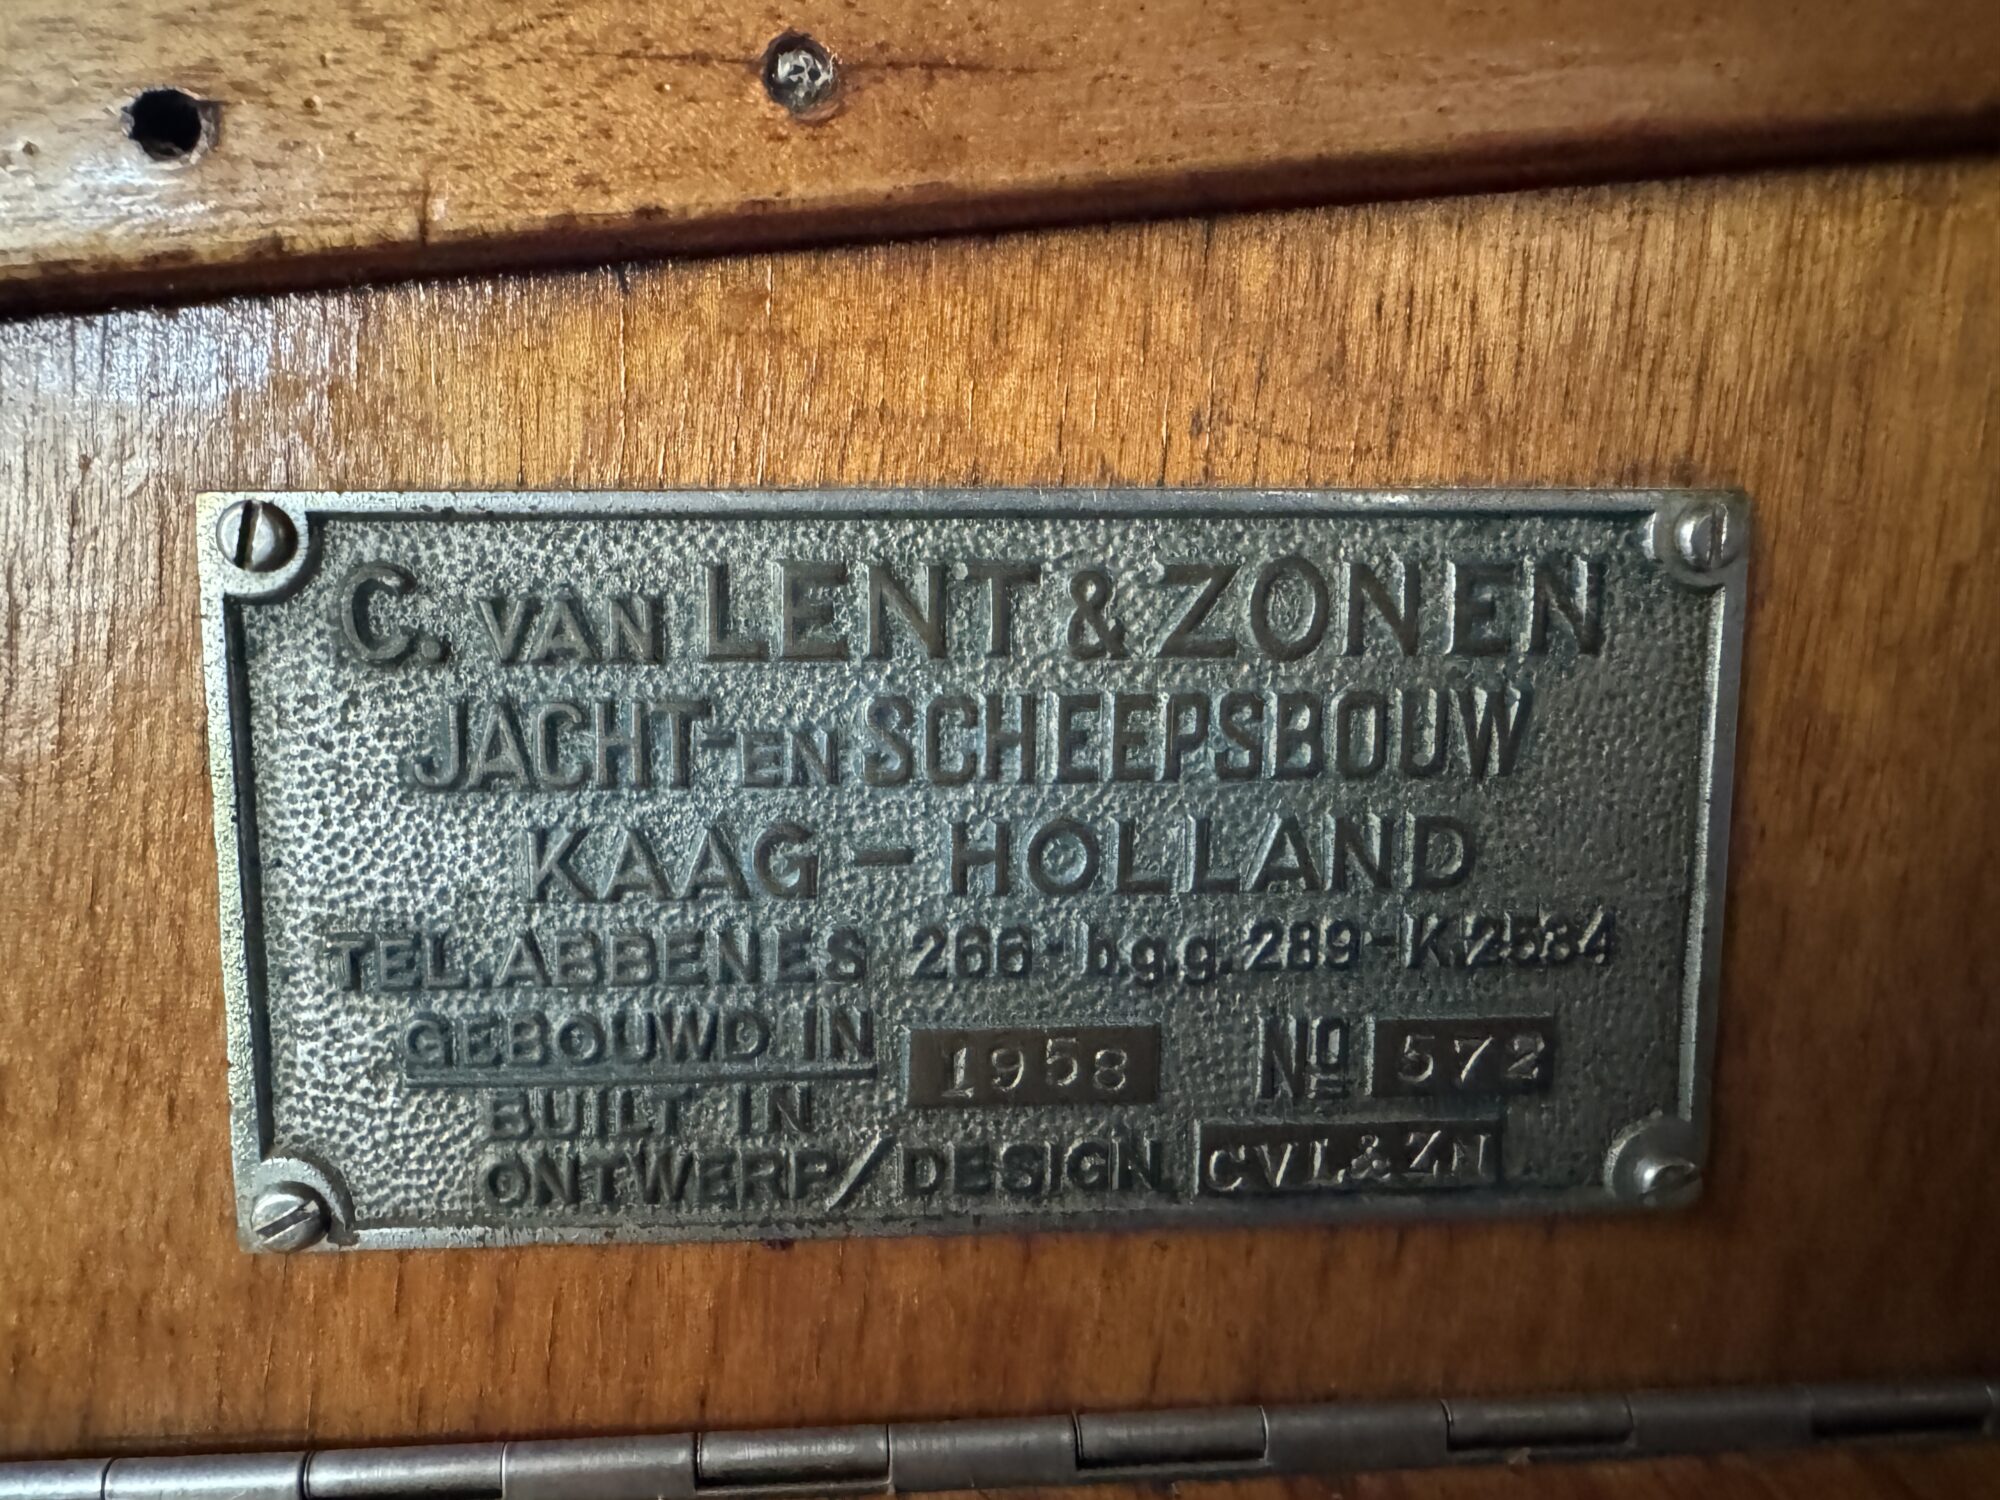 C. VAN LENT & ZONEN
JACHT-EN SCHEEPSBOUW
KAAG - HOLLAND
TEL. ABBENES 266 - b.g.g. 289 - K.2534
GEBOUWD IN
BUILT IN
1958 No 572
ONTWERP/DESIGN CVL&ZN